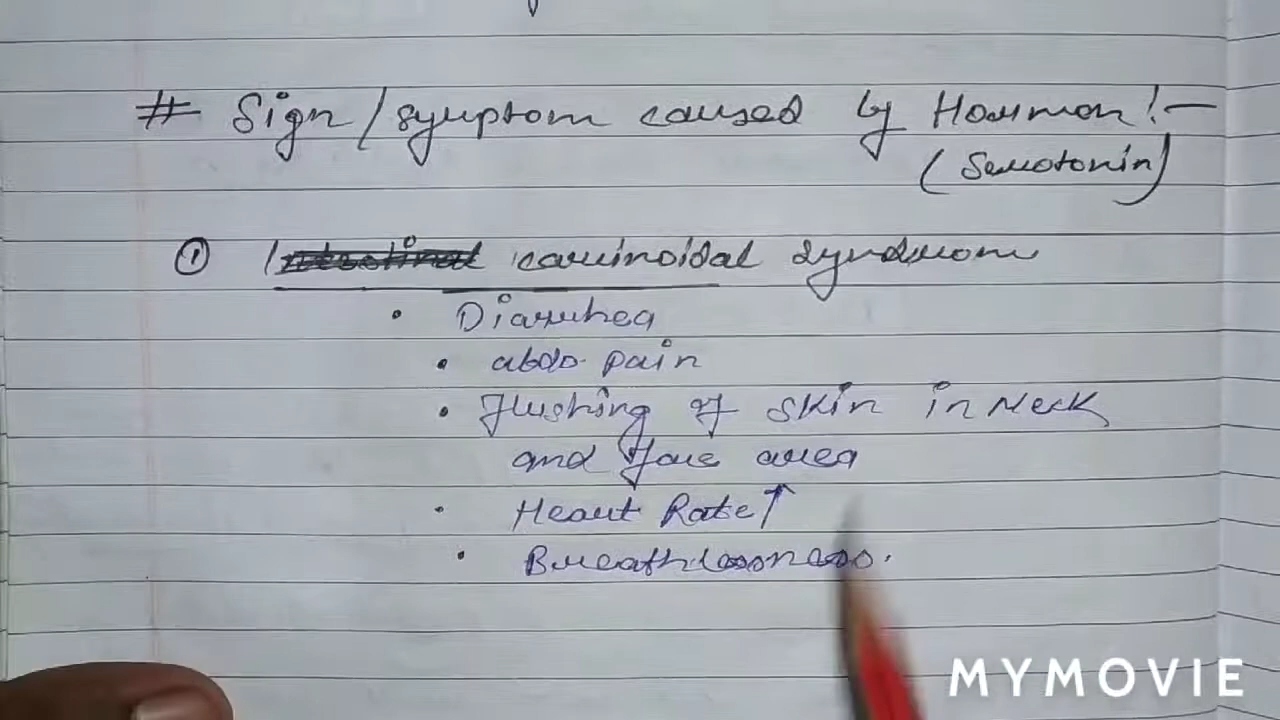 # Sign/symptom caused by Hormon:-
(Serotonin)
① Intestinal carcinoidal syndrom
• Diarrhea
• abdo. pain
• Flushing of skin in Neck
and face area
• Heart Rate↑
• Breathlessness.
MYMOVIE